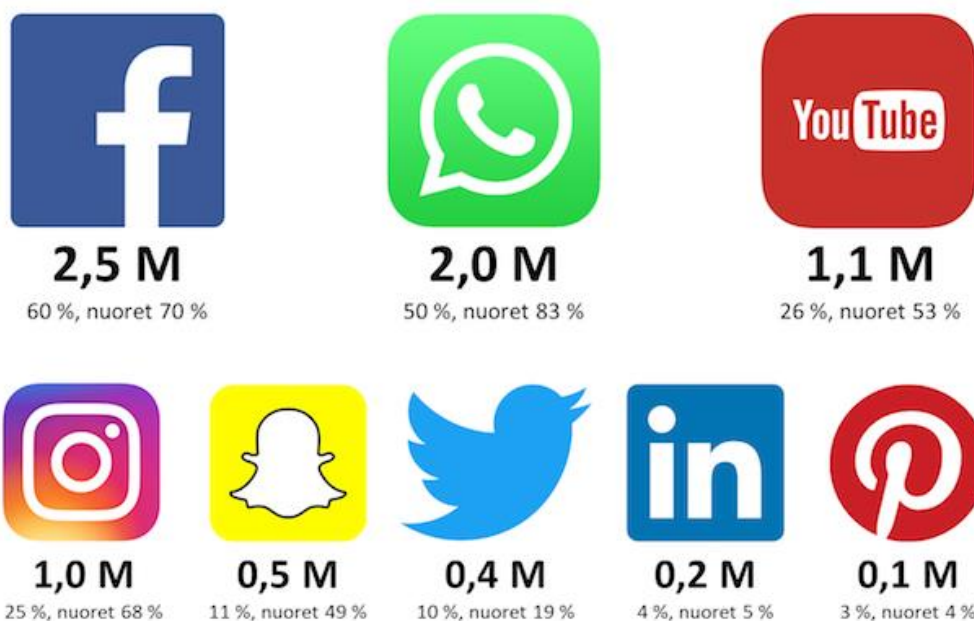 You Tube
2,5 M
2,0 M
1,1 M
60 %, nuoret 70 %
50 %, nuoret 83 %
26 %, nuoret 53 %
in
1,0 M
0,5 M
0,4 M
0,2 M
0,1 M
25 %, nuoret 68 %
11 %, nuoret 49 %
10 %, nuoret 19 %
4 %, nuoret 5 %
3 %, nuoret 4 %